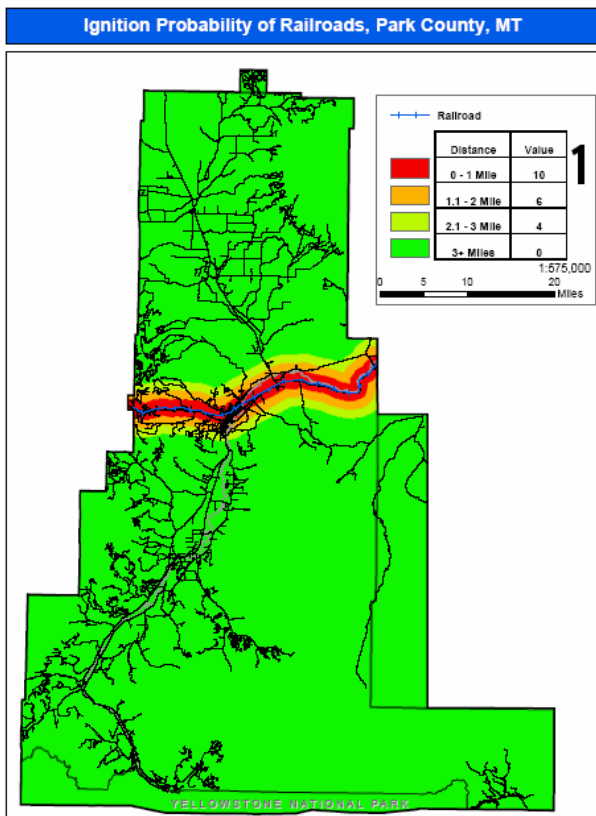 Ignition Probability of Railroads, Park County, MT
Railroad
Distance Value
0 - 1 Mile 10
1.1 - 2 Mile 6
2.1 - 3 Mile 4
3+ Miles 0
1
1:575,000
0 5 10 20
Miles
YELLOWSTONE NATIONAL PARK